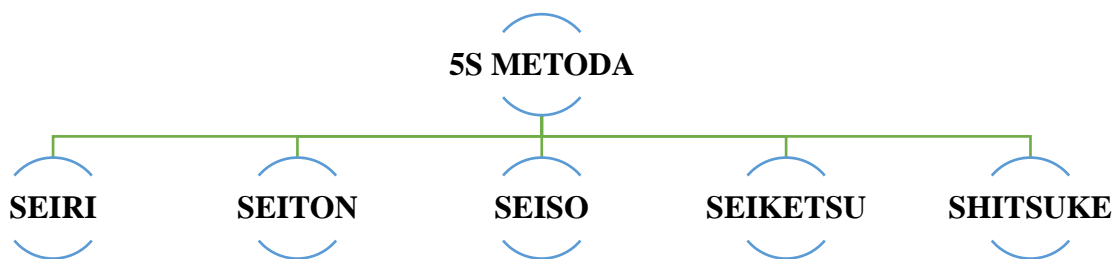 5S METODA
SEIRI
SEITON
SEISO
SEIKETSU
SHITSUKE